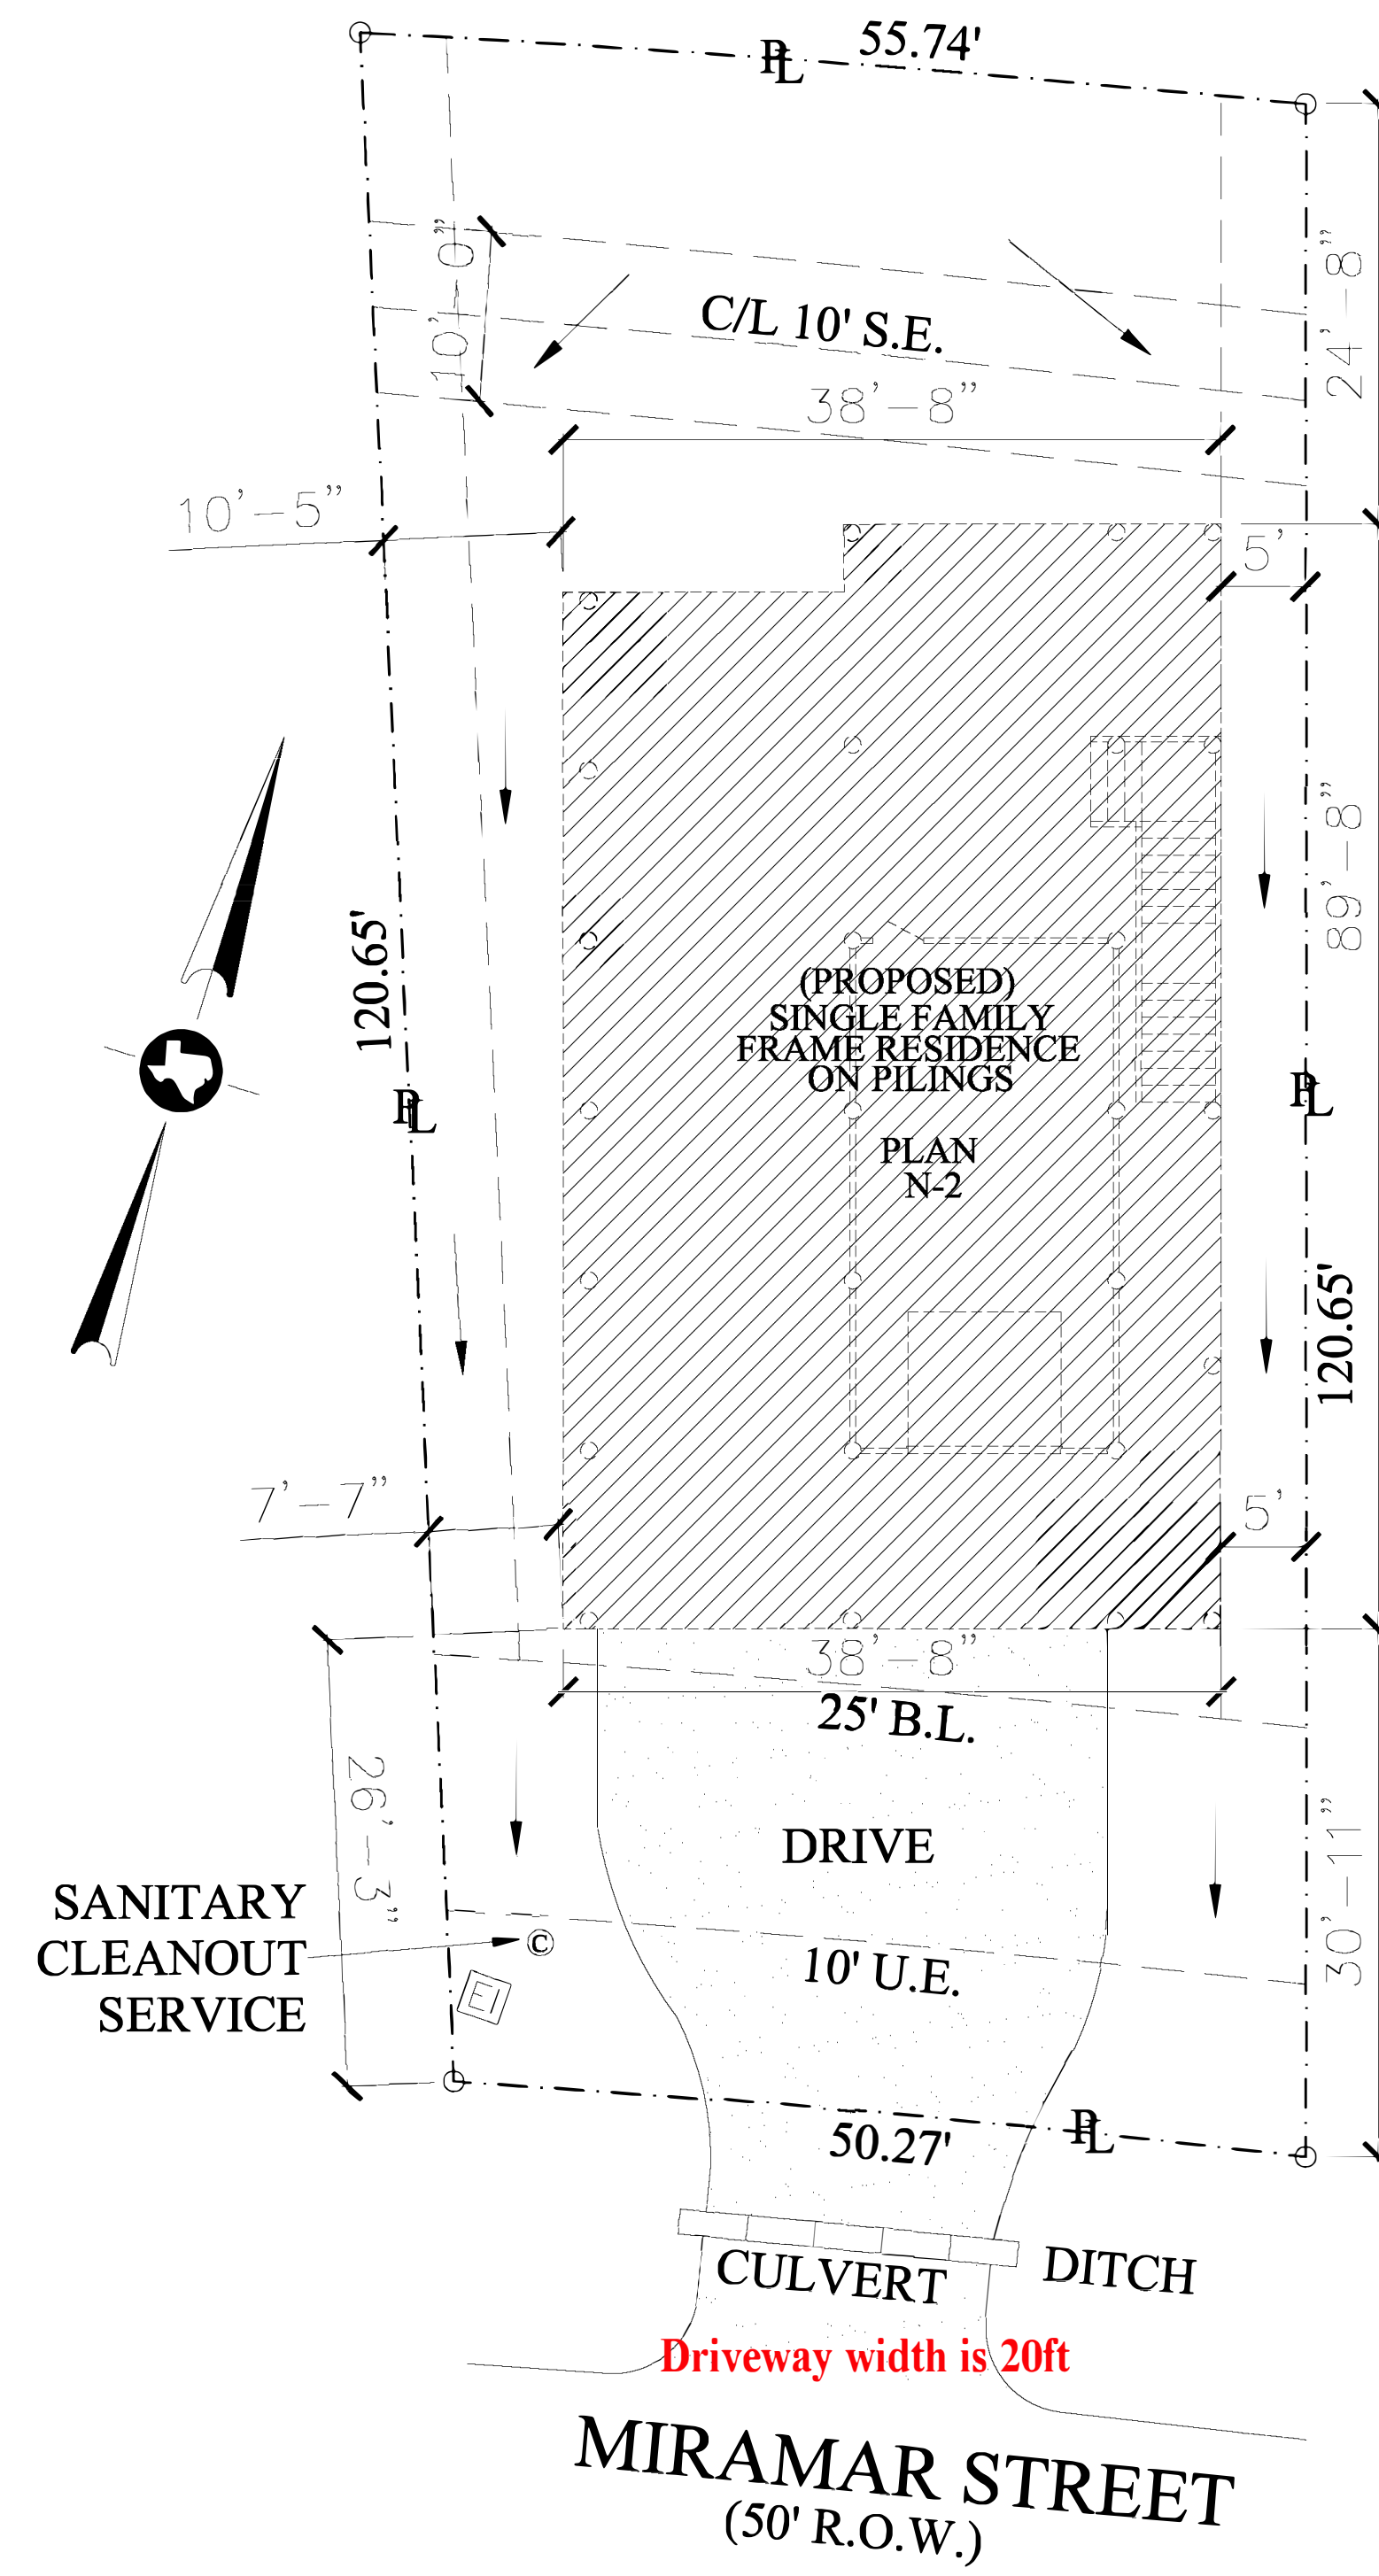 PL
55.74'
10'-0"
C/L 10' S.E.
24'-8"
38'-8"
10'-5"
5'
120.65'
PL
(PROPOSED)
SINGLE FAMILY
FRAME RESIDENCE
ON PILINGS
PLAN
N-2
89'-8"
PL
120.65'
7'-7"
5'
38'-8"
25' B.L.
26'-3"
DRIVE
30'-11"
SANITARY
CLEANOUT
SERVICE
©
EI
10' U.E.
50.27'
PL
CULVERT
DITCH
Driveway width is 20ft
MIRAMAR STREET
(50' R.O.W.)